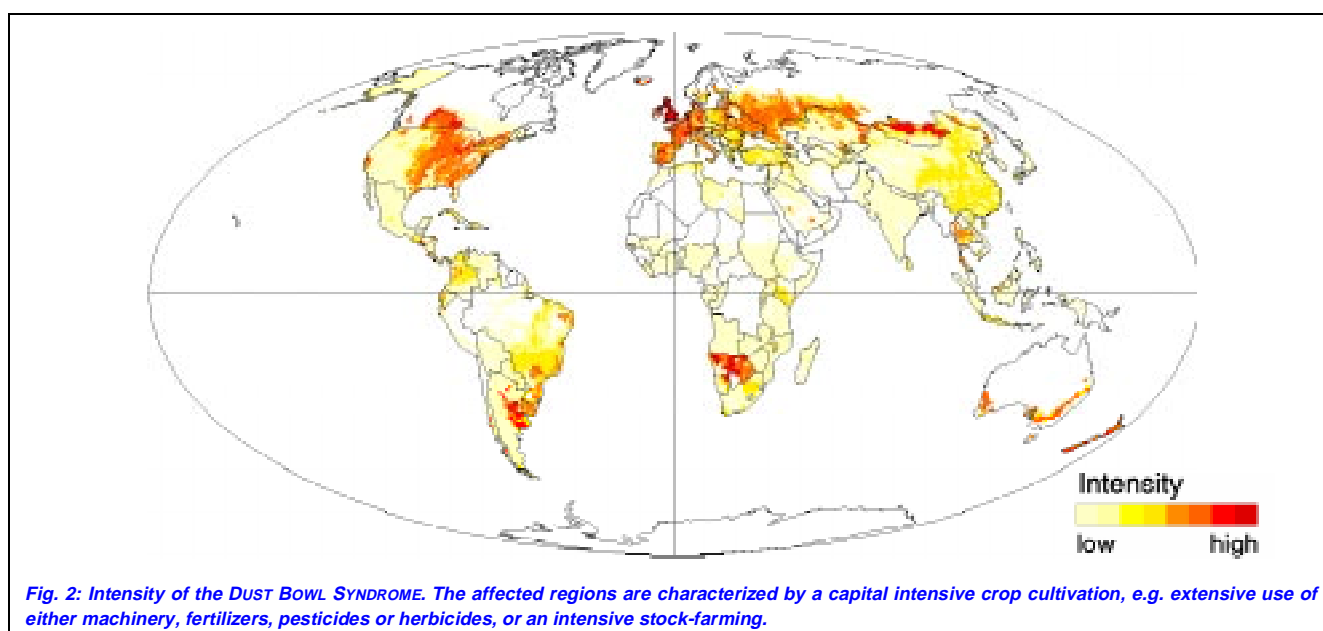 Intensity
low high
Fig. 2: Intensity of the DUST BOWL SYNDROME. The affected regions are characterized by a capital intensive crop cultivation, e.g. extensive use of
either machinery, fertilizers, pesticides or herbicides, or an intensive stock-farming.